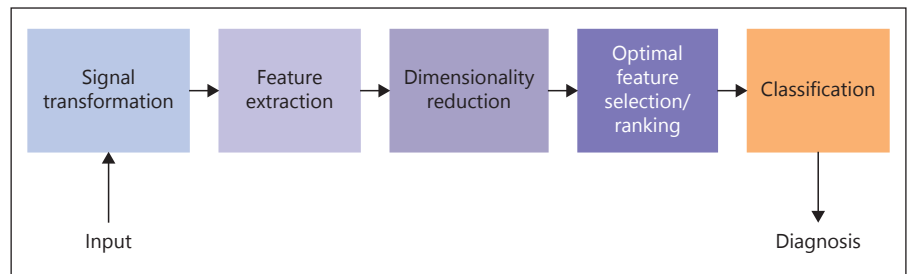 Signal
transformation
Feature
extraction
Dimensionality
reduction
Optimal
feature
selection/
ranking
Classification
Input
Diagnosis